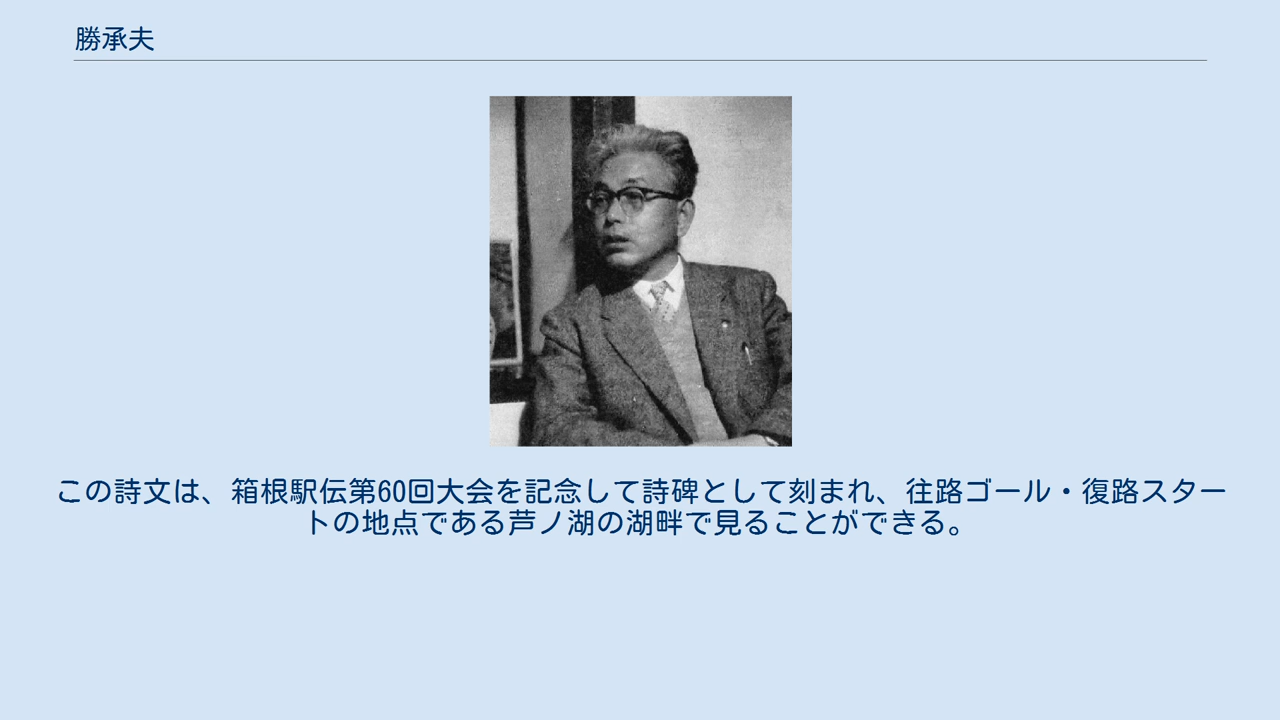 勝承夫
この詩文は、箱根駅伝第60回大会を記念して詩碑として刻まれ、往路ゴール・復路スター
トの地点である芦ノ湖の湖畔で見ることができる。